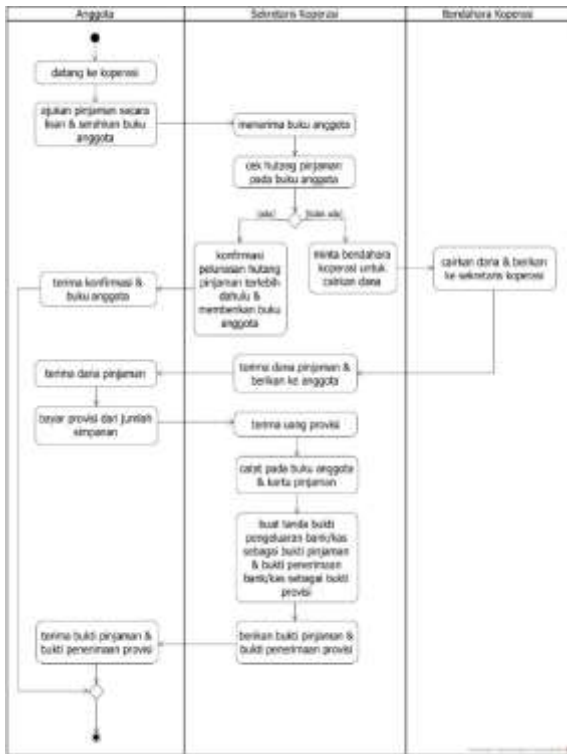 Anggota
Sekretaris Koperasi
Bendahara Koperasi
datang ke koperasi
ajukan pinjaman secara
lisan & serahkan buku
anggota
menerima buku anggota
cek hutang pinjaman
pada buku anggota
[ada]
[tidak ada]
konfirmasi
pelunasan hutang
pinjaman terlebih
dahulu &
memberikan buku
anggota
minta bendahara
koperasi untuk
cairkan dana
cairkan dana & berikan
ke sekretaris koperasi
terima konfirmasi &
buku anggota
terima dana pinjaman &
berikan ke anggota
terima dana pinjaman
bayar provisi dari jumlah
simpanan
terima uang provisi
catat pada buku anggota
& kartu pinjaman
buat tanda bukti
pengeluaran bank/kas
sebagai bukti pinjaman
& bukti penerimaan
bank/kas sebagai bukti
provisi
berikan bukti pinjaman &
bukti penerimaan provisi
terima bukti pinjaman &
bukti penerimaan provisi